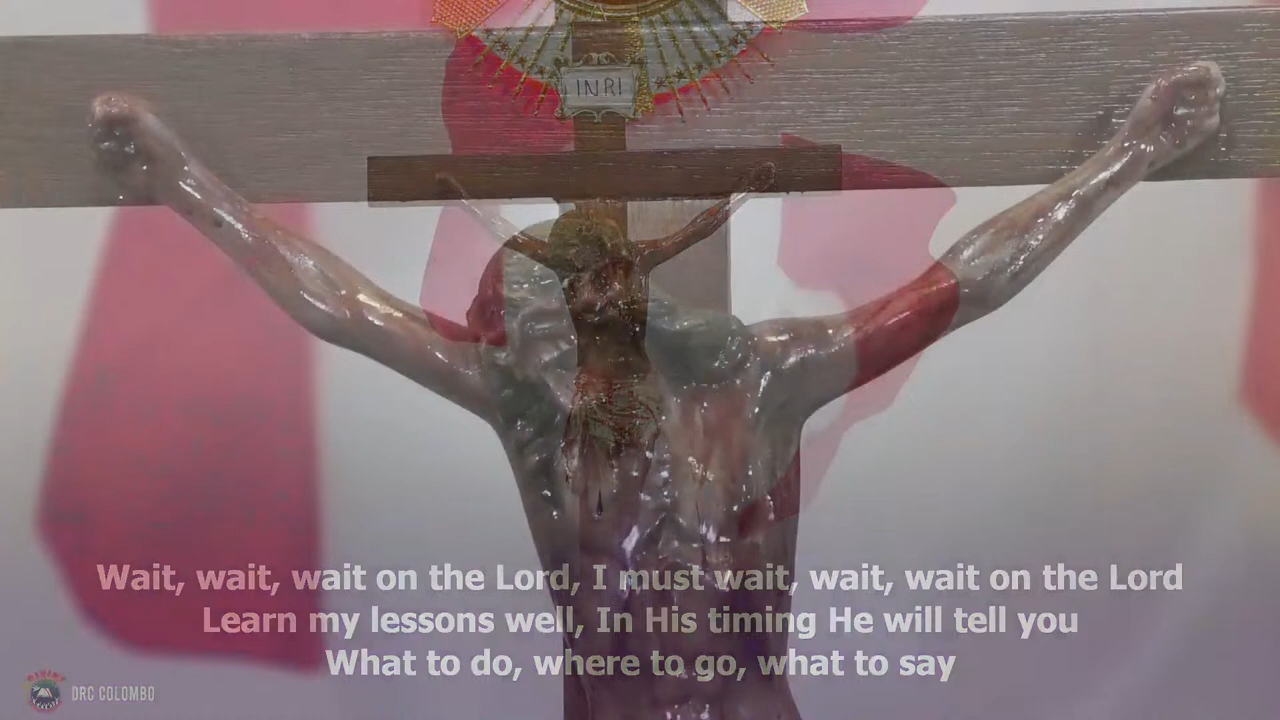 INRI
Wait, wait, wait on the Lord, I must wait, wait, wait on the Lord
Learn my lessons well, In His timing He will tell you
What to do, where to go, what to say
DRC COLOMBO